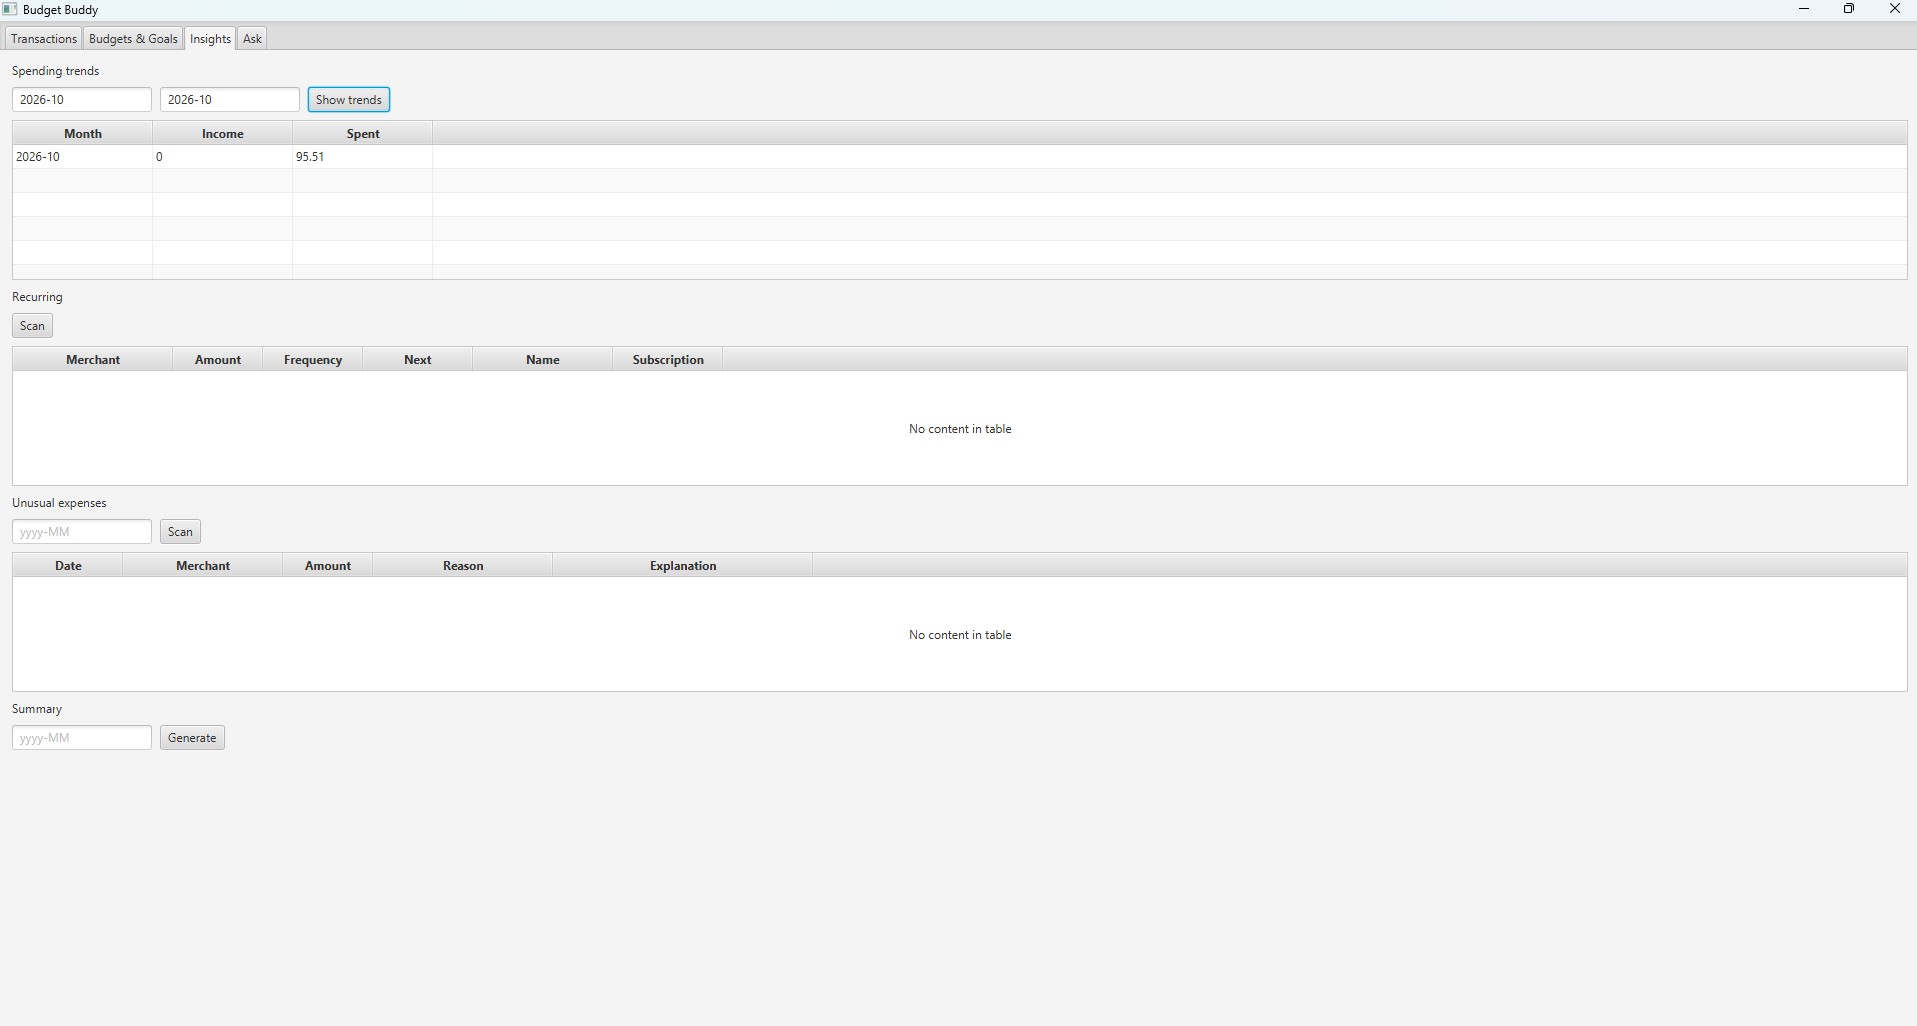 Budget Buddy
Transactions Budgets & Goals Insights Ask
Spending trends
2026-10 2026-10 Show trends
Month Income Spent
2026-10 0 95.51
Recurring
Scan
Merchant Amount Frequency Next Name Subscription
No content in table
Unusual expenses
yyyy-MM Scan
Date Merchant Amount Reason Explanation
No content in table
Summary
yyyy-MM Generate